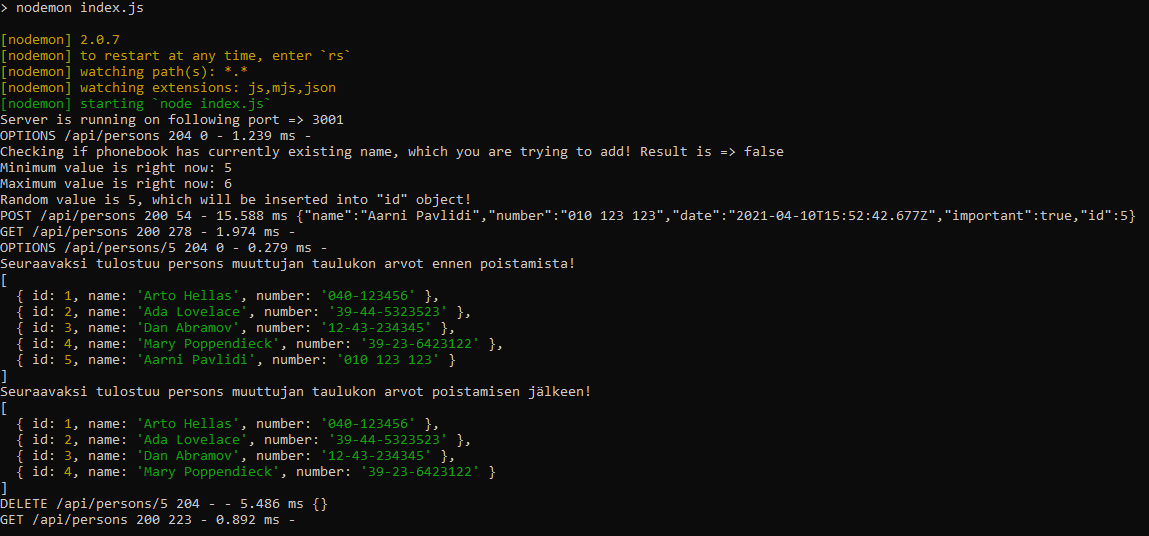 > nodemon index.js
[nodemon] 2.0.7
[nodemon] to restart at any time, enter `rs`
[nodemon] watching path(s): *.*
[nodemon] watching extensions: js,mjs,json
[nodemon] starting `node index.js`
Server is running on following port => 3001
OPTIONS /api/persons 204 0 - 1.239 ms -
Checking if phonebook has currently existing name, which you are trying to add! Result is => false
Minimum value is right now: 5
Maximum value is right now: 6
Random value is 5, which will be inserted into "id" object!
POST /api/persons 200 54 - 15.588 ms {"name":"Aarni Pavlidi","number":"010 123 123","date":"2021-04-10T15:52:42.677Z","important":true,"id":5}
GET /api/persons 200 278 - 1.974 ms -
OPTIONS /api/persons/5 204 0 - 0.279 ms -
Seuraavaksi tulostuu persons muuttujan taulukon arvot ennen poistamista!
[
  { id: 1, name: 'Arto Hellas', number: '040-123456' },
  { id: 2, name: 'Ada Lovelace', number: '39-44-5323523' },
  { id: 3, name: 'Dan Abramov', number: '12-43-234345' },
  { id: 4, name: 'Mary Poppendieck', number: '39-23-6423122' },
  { id: 5, name: 'Aarni Pavlidi', number: '010 123 123' }
]
Seuraavaksi tulostuu persons muuttujan taulukon arvot poistamisen jälkeen!
[
  { id: 1, name: 'Arto Hellas', number: '040-123456' },
  { id: 2, name: 'Ada Lovelace', number: '39-44-5323523' },
  { id: 3, name: 'Dan Abramov', number: '12-43-234345' },
  { id: 4, name: 'Mary Poppendieck', number: '39-23-6423122' }
]
DELETE /api/persons/5 204 - - 5.486 ms {}
GET /api/persons 200 223 - 0.892 ms -